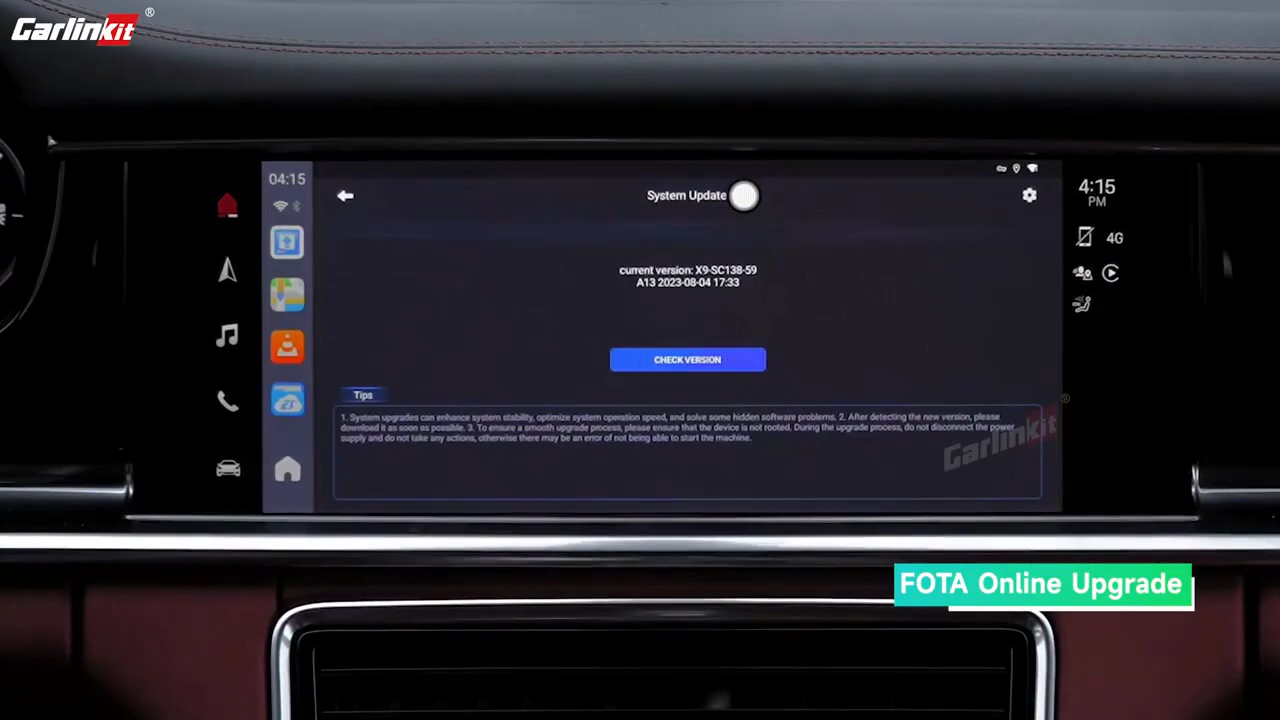 Carlinkit®
04:15
System Update
4:15
PM
4G
current version: X9-SC138-59
A13 2023-08-04 17:33
CHECK VERSION
ES
Tips
1. System upgrades can enhance system stability, optimize system operation speed, and solve some hidden software problems. 2. After detecting the new version, please
download it as soon as possible. 3. To ensure a smooth upgrade process, please ensure that the device is not rooted. During the upgrade process, do not disconnect the power
supply and do not take any actions, otherwise there may be an error of not being able to start the machine.
Carlinkit®
FOTA Online Upgrade